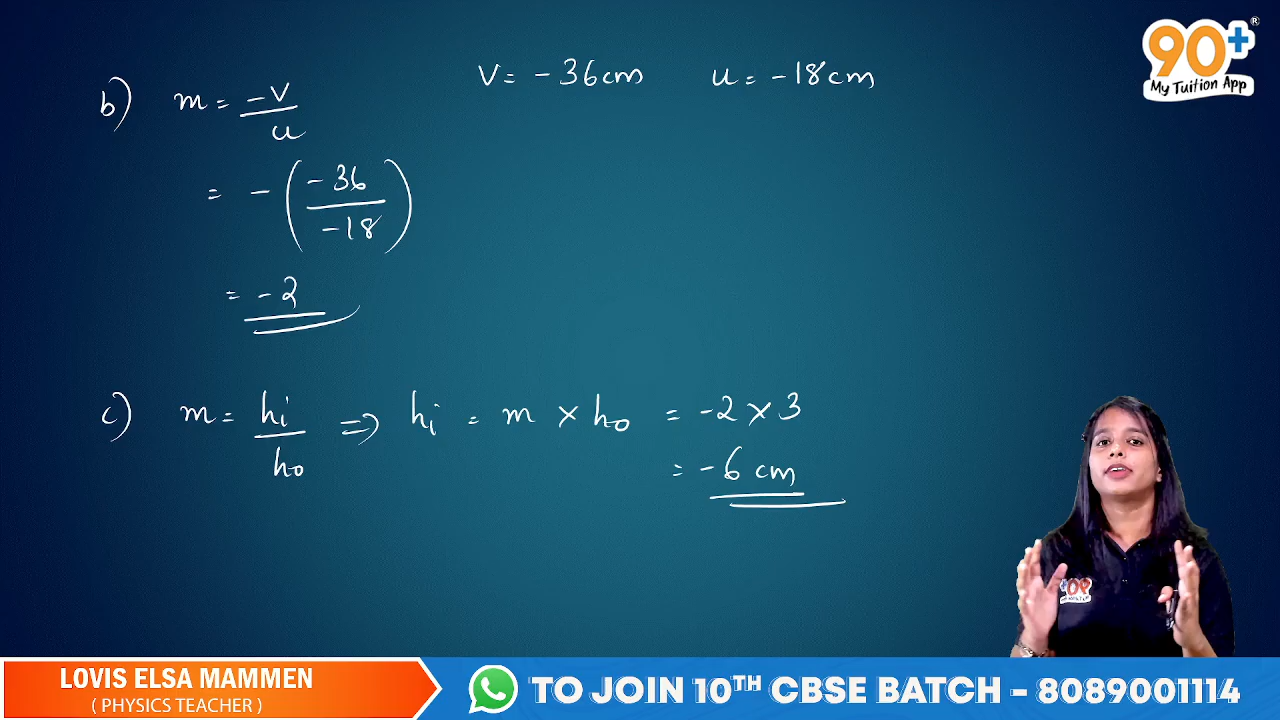 90+
®
My Tuition App
v = -36cm u = -18cm
b) m = -v/u
= -(-36/-18)
= -2
c) m = hi/ho => hi = m × ho = -2 × 3
= -6 cm
LOVIS ELSA MAMMEN
( PHYSICS TEACHER )
TO JOIN 10TH CBSE BATCH - 8089001114